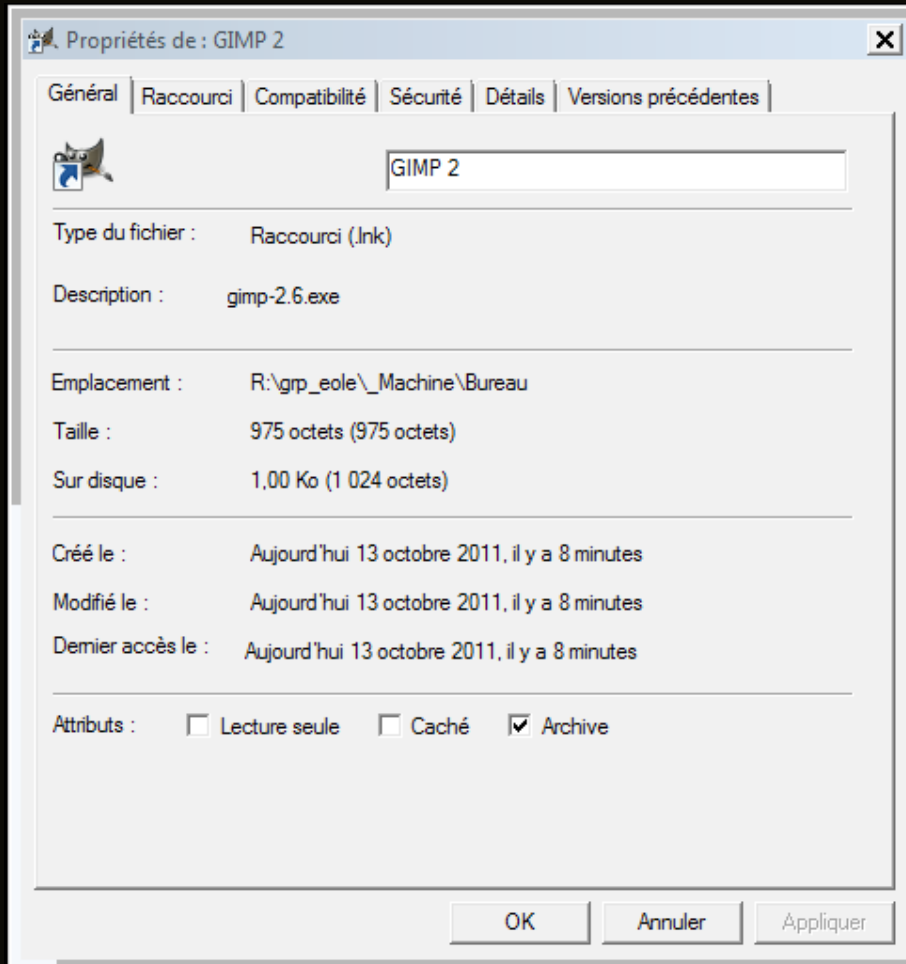 Propriétés de : GIMP 2
Général Raccourci Compatibilité Sécurité Détails Versions précédentes
GIMP 2
Type du fichier : Raccourci (.lnk)
Description : gimp-2.6.exe
Emplacement : R:\grp_eole\_Machine\Bureau
Taille : 975 octets (975 octets)
Sur disque : 1,00 Ko (1 024 octets)
Créé le : Aujourd'hui 13 octobre 2011, il y a 8 minutes
Modifié le : Aujourd'hui 13 octobre 2011, il y a 8 minutes
Dernier accès le : Aujourd'hui 13 octobre 2011, il y a 8 minutes
Attributs : Lecture seule Caché Archive
OK Annuler Appliquer